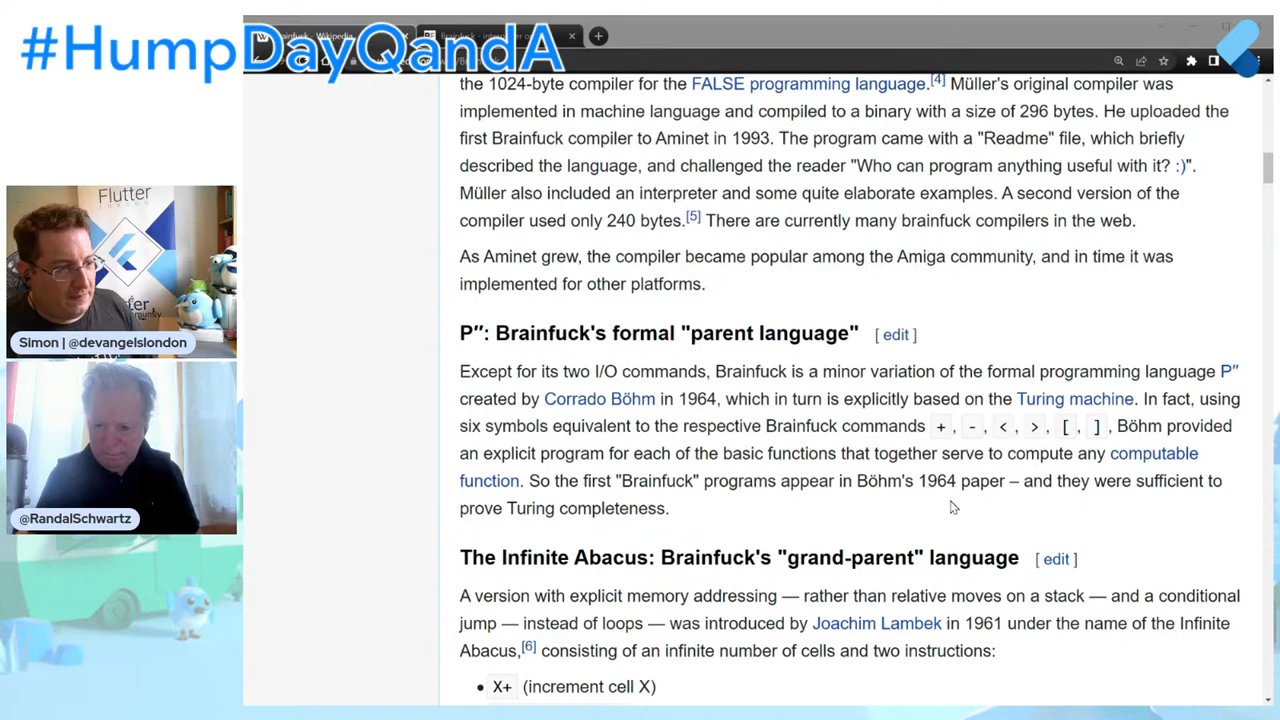 #HumpDayQandA
Brainfuck - Wikipedia
the 1024-byte compiler for the FALSE programming language.[4] Müller's original compiler was
implemented in machine language and compiled to a binary with a size of 296 bytes. He uploaded the
first Brainfuck compiler to Aminet in 1993. The program came with a "Readme" file, which briefly
described the language, and challenged the reader "Who can program anything useful with it? :)".
Müller also included an interpreter and some quite elaborate examples. A second version of the
compiler used only 240 bytes.[5] There are currently many brainfuck compilers in the web.
As Aminet grew, the compiler became popular among the Amiga community, and in time it was
implemented for other platforms.
P′′: Brainfuck's formal "parent language" [ edit ]
Except for its two I/O commands, Brainfuck is a minor variation of the formal programming language P′′
created by Corrado Böhm in 1964, which in turn is explicitly based on the Turing machine. In fact, using
six symbols equivalent to the respective Brainfuck commands +, -, <, >, [, ], Böhm provided
an explicit program for each of the basic functions that together serve to compute any computable
function. So the first "Brainfuck" programs appear in Böhm's 1964 paper – and they were sufficient to
prove Turing completeness.
The Infinite Abacus: Brainfuck's "grand-parent" language [ edit ]
A version with explicit memory addressing — rather than relative moves on a stack — and a conditional
jump — instead of loops — was introduced by Joachim Lambek in 1961 under the name of the Infinite
Abacus,[6] consisting of an infinite number of cells and two instructions:
• X+ (increment cell X)
Flutter
LONDON
Simon | @devangelslondon
@RandalSchwartz